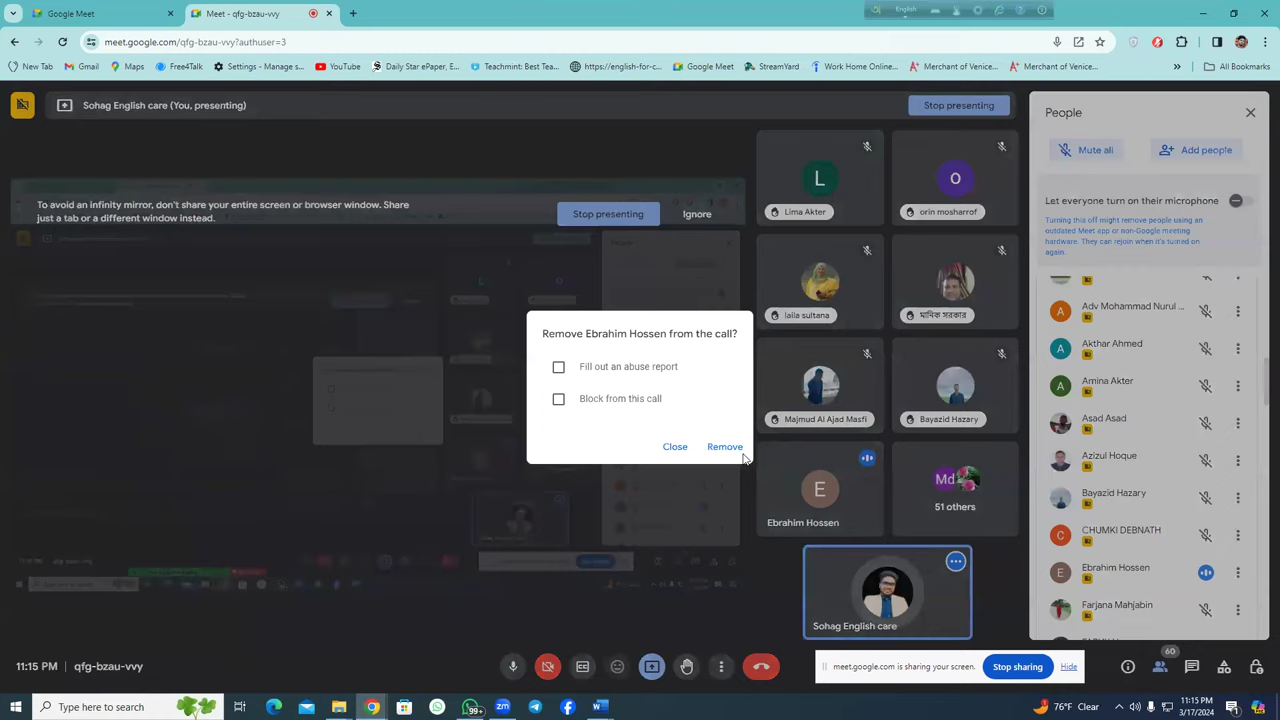 Google Meet
Meet - qfg-bzau-vvy
English
meet.google.com/qfg-bzau-vvy?authuser=3
New Tab
Gmail
Maps
Free4Talk
Settings - Manage s...
YouTube
Daily Star ePaper, E...
Teachmint: Best Tea...
https://english-for-c...
Google Meet
StreamYard
Work Home Online...
Merchant of Venice...
Merchant of Venice...
All Bookmarks
Sohag English care (You, presenting)
Stop presenting
To avoid an infinity mirror, don't share your entire screen or browser window. Share
just a tab or a different window instead.
Stop presenting
Ignore
L
Lima Akter
o
orin mosharrof
laila sultana
মানিক সরকার
Majmud Al Ajad Masfi
Bayazid Hazary
E
Ebrahim Hossen
Md
51 others
Sohag English care
Remove Ebrahim Hossen from the call?
Fill out an abuse report
Block from this call
Close
Remove
People
Mute all
Add people
Let everyone turn on their microphone
Turning this off might remove people using an
outdated Meet app or non-Google meeting
hardware. They can rejoin when it's turned on
again.
A
Adv Mohammad Nurul ...
A
Akthar Ahmed
A
Amina Akter
Asad Asad
Azizul Hoque
Bayazid Hazary
C
CHUMKI DEBNATH
E
Ebrahim Hossen
Farjana Mahjabin
11:15 PM
qfg-bzau-vvy
meet.google.com is sharing your screen.
Stop sharing
Hide
60
Type here to search
99+
zm
76°F Clear
11:15 PM
3/17/2024